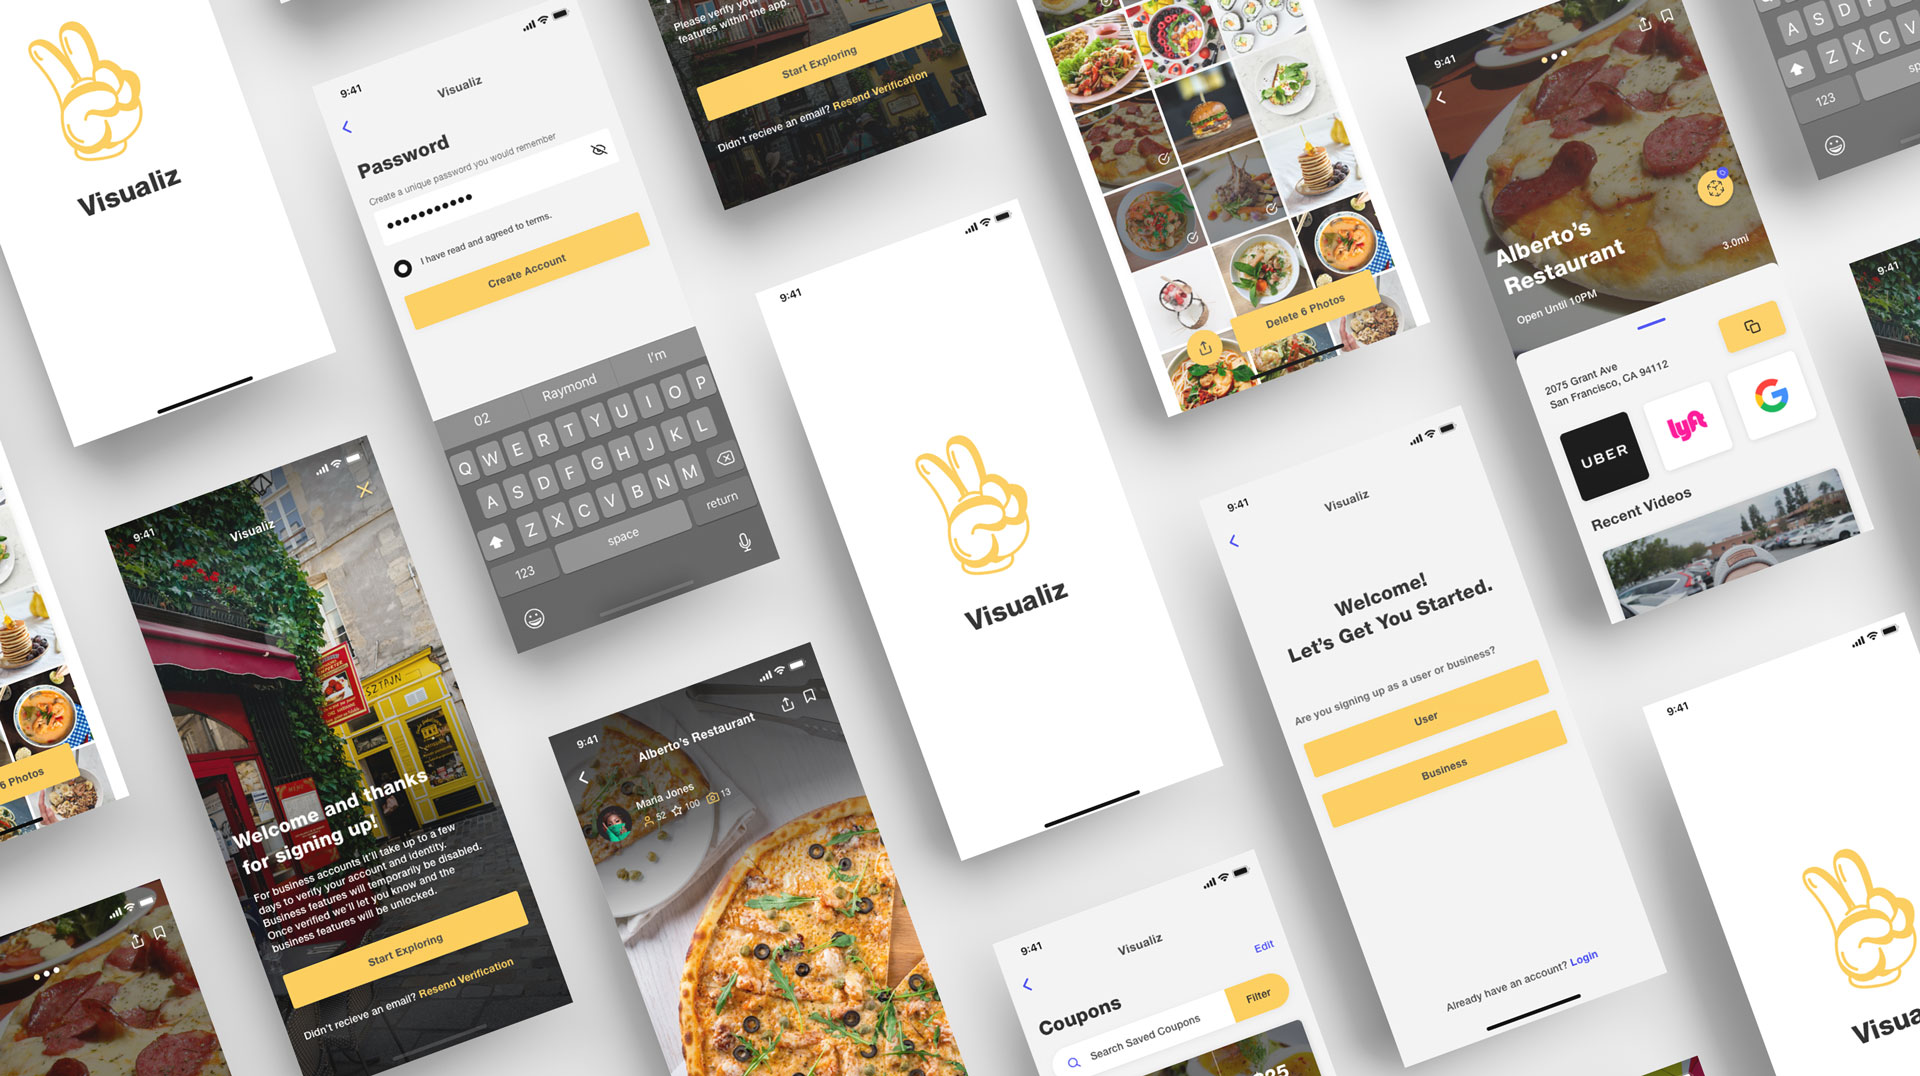 Visualiz
9:41
Visualiz
Password
Create a unique password you would remember
I have read and agreed to terms.
Create Account
02
Raymond
I'm
Q W E R T Y U I O P
A S D F G H J K L
Z X C V B N M
123
space
return
Please verify
features within the app.
Start Exploring
Didn't recieve an email? Resend Verification
Delete 6 Photos
9:41
Alberto's
Restaurant
Open Until 10PM
3.0ml
2075 Grant Ave
San Francisco, CA 94112
UBER
lyft
G
Recent Videos
A S D F
Z X C V
123
9:41
6 Photos
9:41
Visualiz
SZTAJN
Welcome and thanks
for signing up!
For business accounts it'll take up to a few
days to verify your account and identity.
Business features will temporarily be disabled.
Once verified we'll let you know and the
business features will be unlocked.
Start Exploring
Didn't recieve an email? Resend Verification
9:41
Alberto's Restaurant
Maria Jones
52 100 13
9:41
Visualiz
9:41
Visualiz
Edit
Coupons
Search Saved Coupons
Filter
9:41
Visualiz
Welcome!
Let's Get You Started.
Are you signing up as a user or business?
User
Business
Already have an account? Login
9:41
Visua